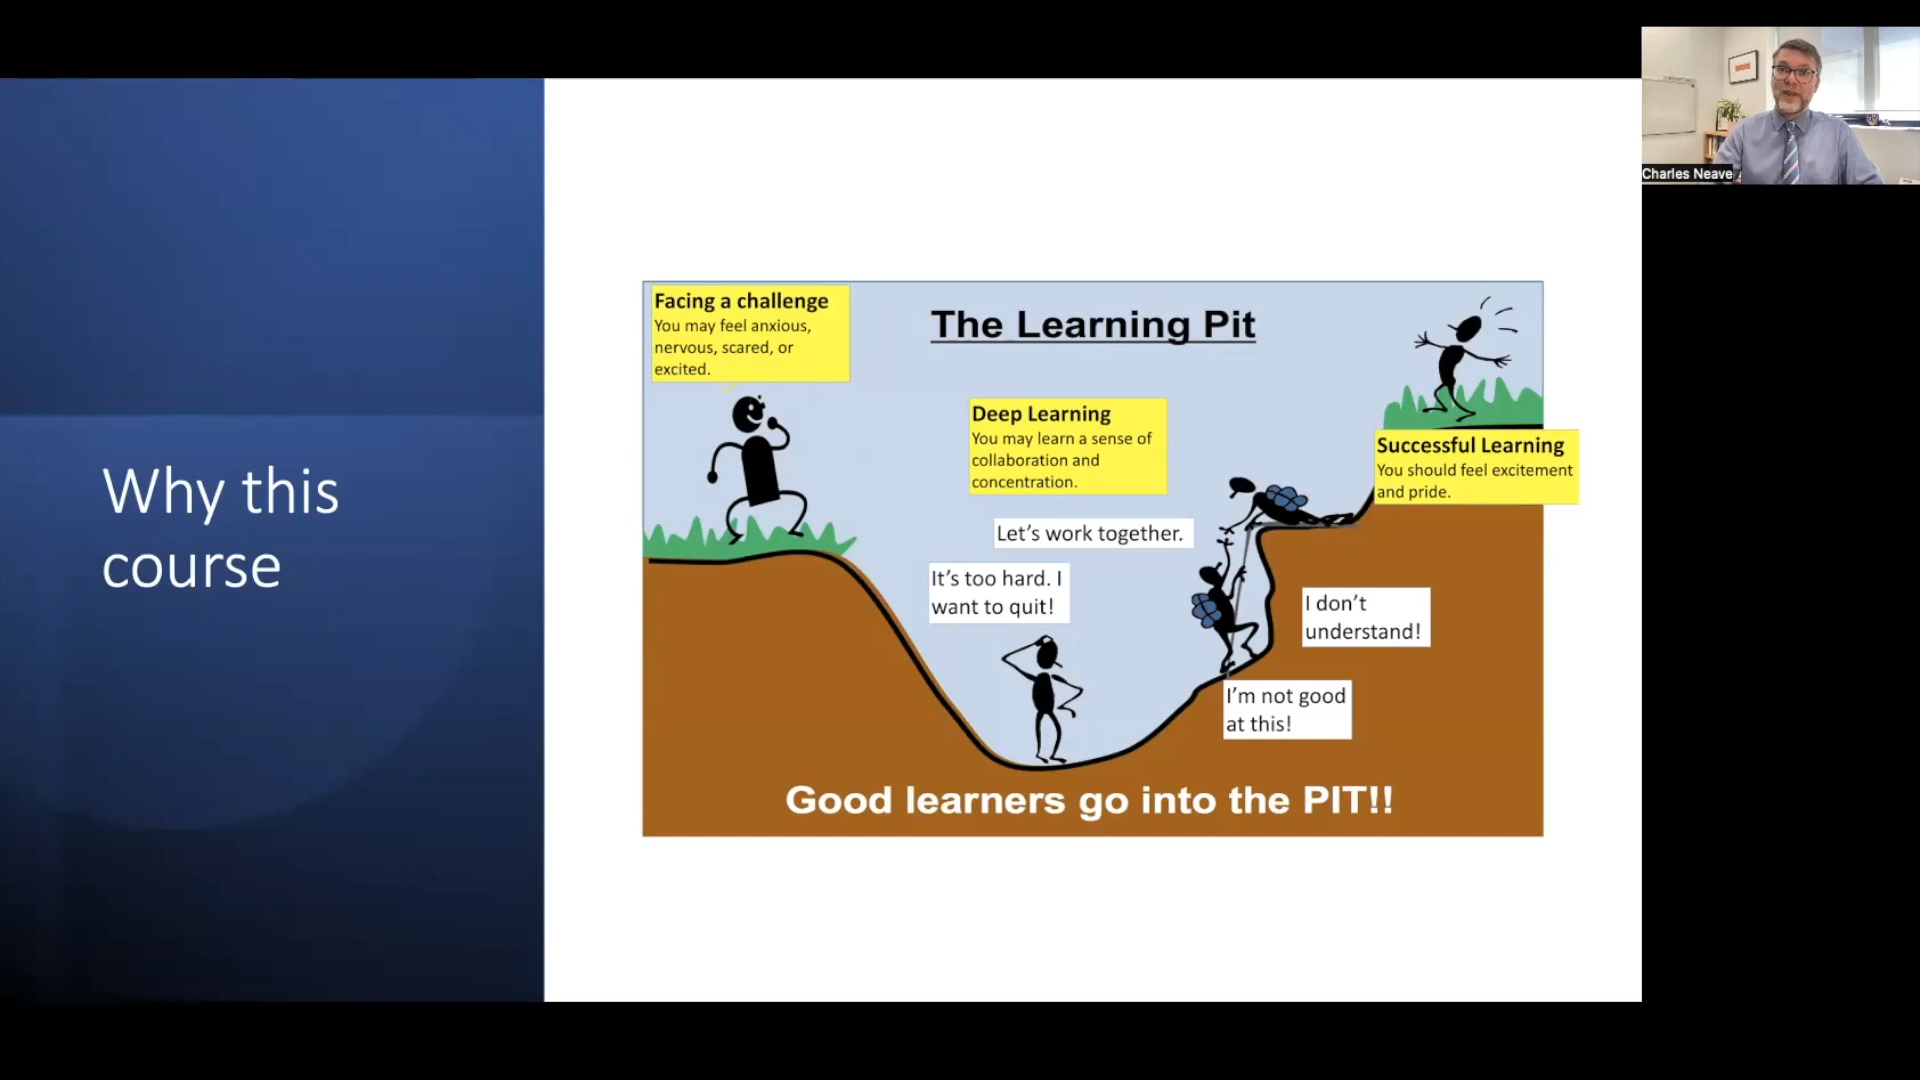 Why this
course
Facing a challenge
You may feel anxious,
nervous, scared, or
excited.
The Learning Pit
Deep Learning
You may learn a sense of
collaboration and
concentration.
Successful Learning
You should feel excitement
and pride.
Let's work together.
It's too hard. I
want to quit!
I don't
understand!
I'm not good
at this!
Good learners go into the PIT!!
Charles Neave